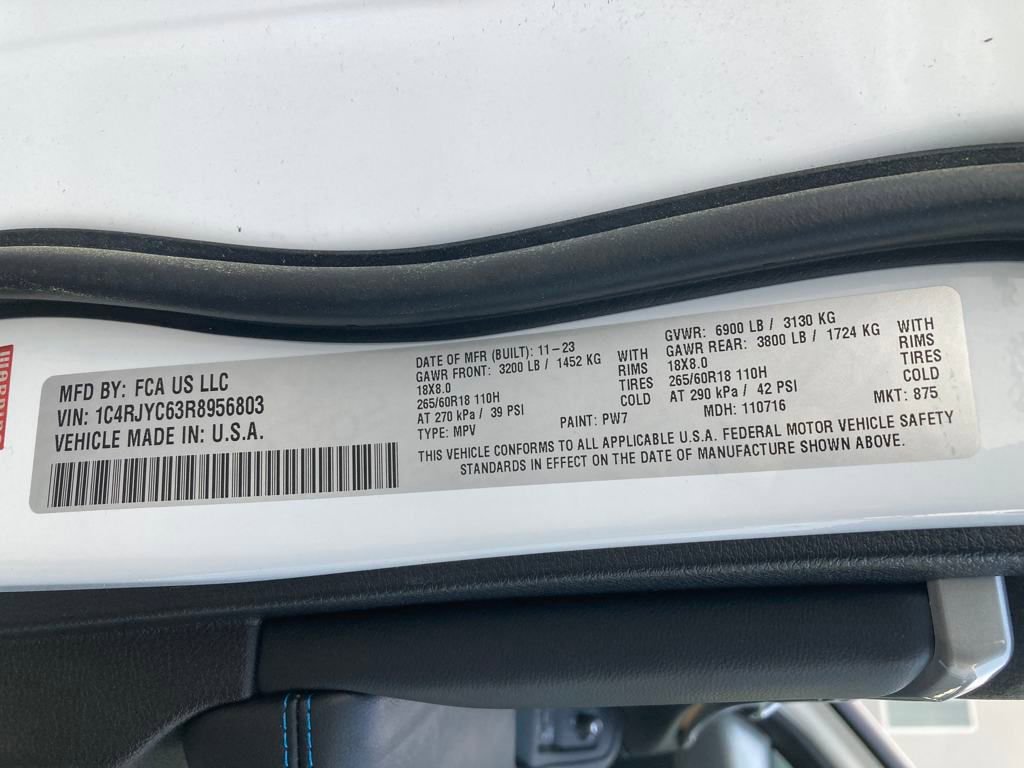 MFD BY: FCA US LLC
VIN: 1C4RJYC63R8956803
VEHICLE MADE IN: U.S.A.
DATE OF MFR (BUILT): 11-23
GAWR FRONT: 3200 LB / 1452 KG WITH
18X8.0 RIMS
265/60R18 110H TIRES
AT 270 kPa / 39 PSI COLD
TYPE: MPV PAINT: PW7
GVWR: 6900 LB / 3130 KG
GAWR REAR: 3800 LB / 1724 KG WITH
18X8.0 RIMS
265/60R18 110H TIRES
AT 290 kPa / 42 PSI COLD
MDH: 110716 MKT: 875
THIS VEHICLE CONFORMS TO ALL APPLICABLE U.S.A. FEDERAL MOTOR VEHICLE SAFETY
STANDARDS IN EFFECT ON THE DATE OF MANUFACTURE SHOWN ABOVE.